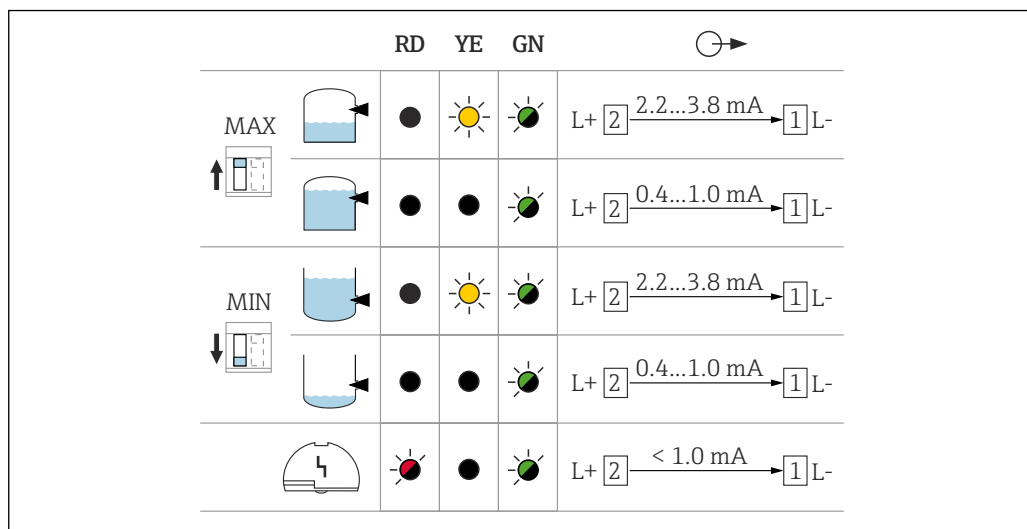 RD YE GN
MAX
L+ 2 2.2...3.8 mA 1 L-
L+ 2 0.4...1.0 mA 1 L-
MIN
L+ 2 2.2...3.8 mA 1 L-
L+ 2 0.4...1.0 mA 1 L-
L+ 2 < 1.0 mA 1 L-